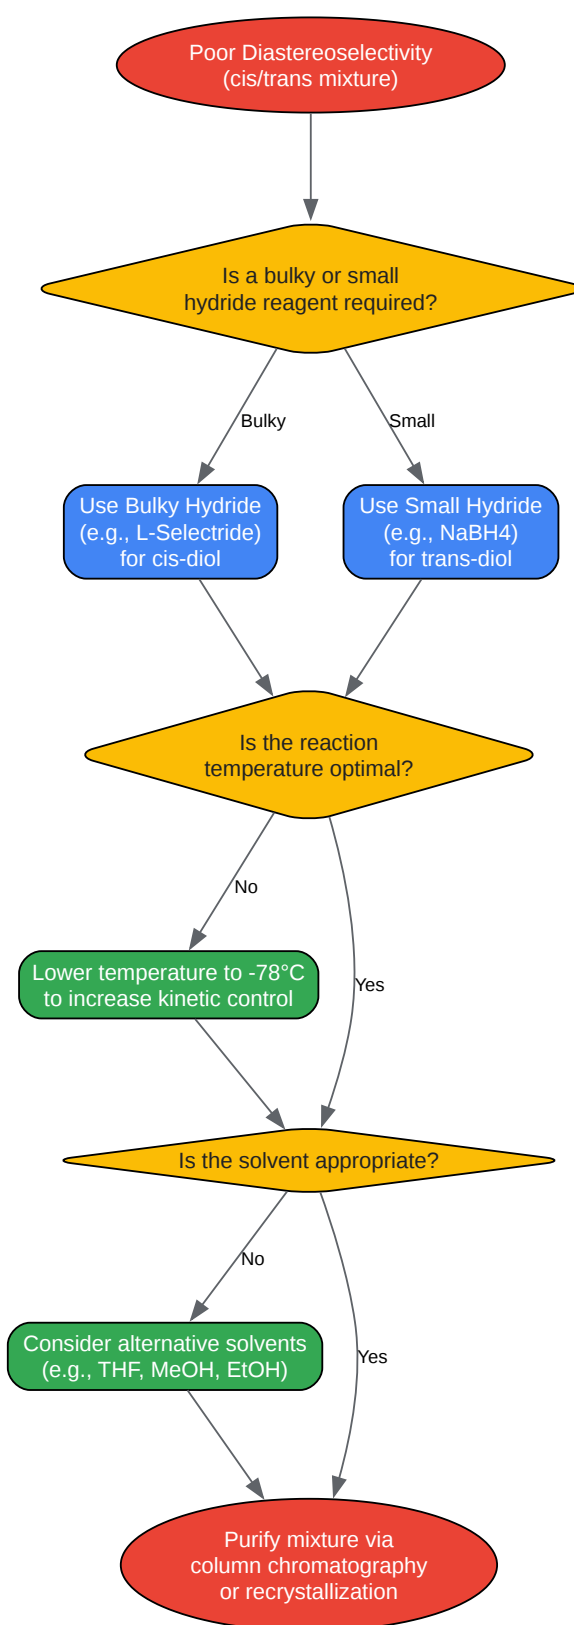 Poor Diastereoselectivity
(cis/trans mixture)
Is a bulky or small
hydride reagent required?
Bulky
Small
Use Bulky Hydride
(e.g., L-Selectride)
for cis-diol
Use Small Hydride
(e.g., NaBH4)
for trans-diol
Is the reaction
temperature optimal?
No
Lower temperature to -78°C
to increase kinetic control
Yes
Is the solvent appropriate?
No
Consider alternative solvents
(e.g., THF, MeOH, EtOH)
Yes
Purify mixture via
column chromatography
or recrystallization